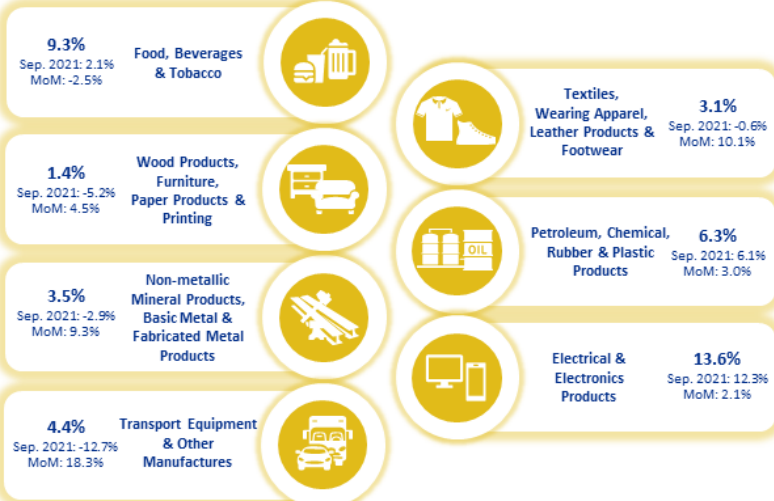 9.3%
Sep. 2021: 2.1%
MoM: -2.5%
Food, Beverages
& Tobacco
Textiles,
Wearing Apparel,
Leather Products &
Footwear
3.1%
Sep. 2021: -0.6%
MoM: 10.1%
1.4%
Sep. 2021: -5.2%
MoM: 4.5%
Wood Products,
Furniture,
Paper Products &
Printing
Petroleum, Chemical,
Rubber & Plastic
Products
6.3%
Sep. 2021: 6.1%
MoM: 3.0%
OIL
3.5%
Sep. 2021: -2.9%
MoM: 9.3%
Non-metallic
Mineral Products,
Basic Metal &
Fabricated Metal
Products
Electrical &
Electronics
Products
13.6%
Sep. 2021: 12.3%
MoM: 2.1%
4.4%
Sep. 2021: -12.7%
MoM: 18.3%
Transport Equipment
& Other
Manufactures